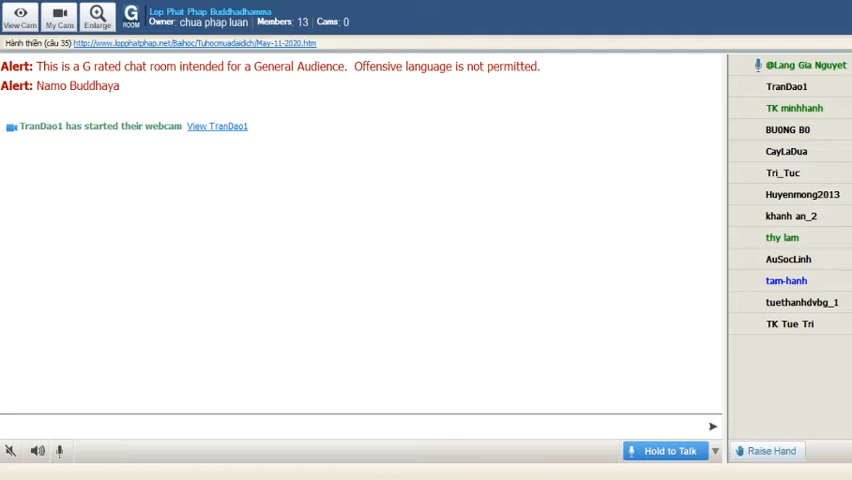 View Cam
My Cam
Enlarge
G
ROOM
Lop Phat Phap Buddhadhamma
Owner: chua phap luan  Members: 13  Cams: 0
Hành thiền (câu 35) http://www.lopphatphap.net/Baihoc/Tuhocmuadaidich/May-11-2020.htm
Alert: This is a G rated chat room intended for a General Audience. Offensive language is not permitted.
Alert: Namo Buddhaya
TranDao1 has started their webcam View TranDao1
@Lang Gia Nguyet
TranDao1
TK minhhanh
BU0NG B0
CayLaDua
Tri_Tuc
Huyenmong2013
khanh an_2
thy lam
AuSocLinh
tam-hanh
tuethanhdvbg_1
TK Tue Tri
Hold to Talk
Raise Hand